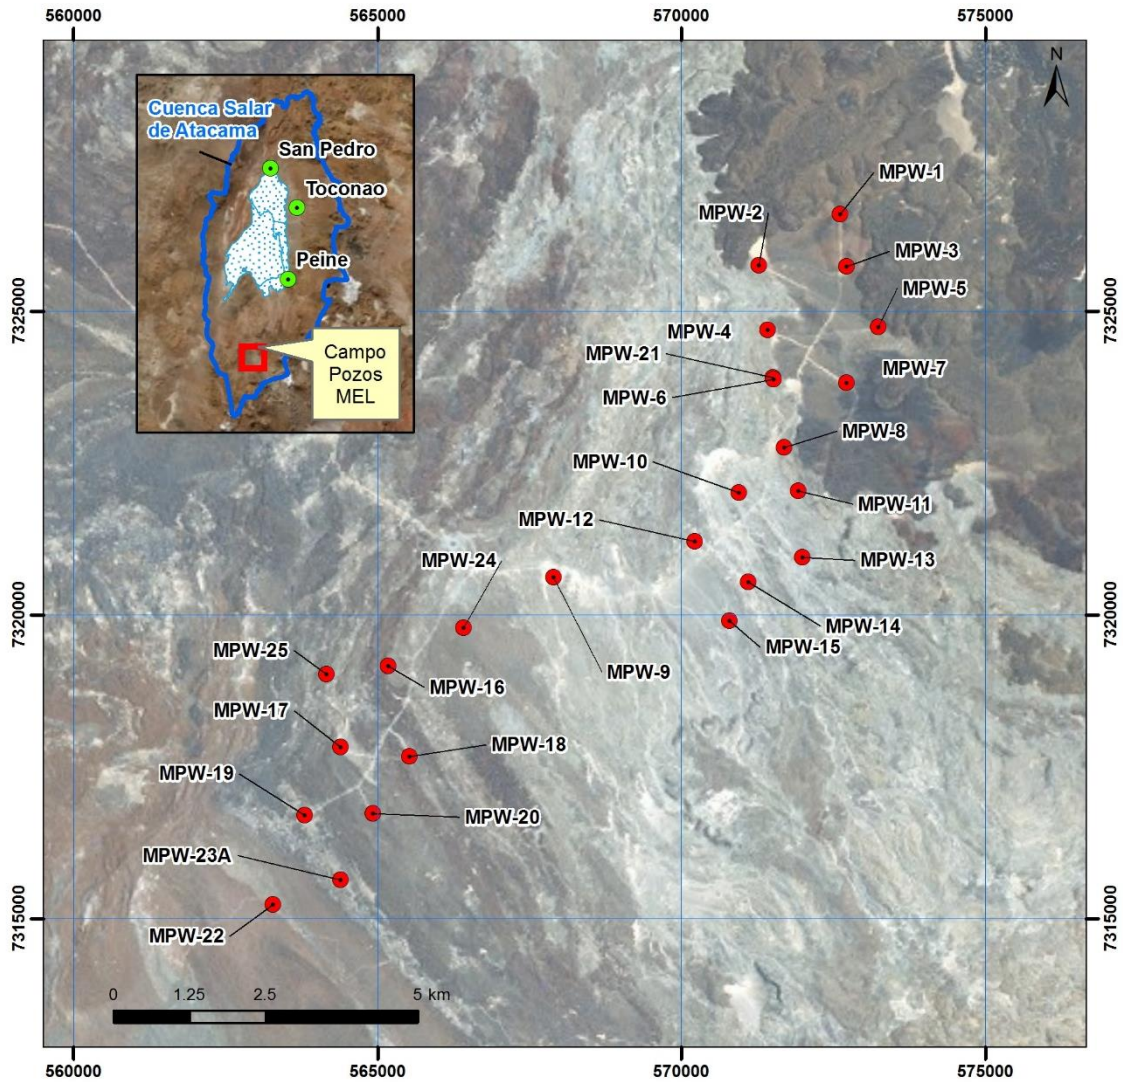 560000
565000
570000
575000
N
Cuenca Salar
de Atacama
San Pedro
Toconao
Peine
Campo
Pozos
MEL
MPW-1
MPW-2
MPW-3
MPW-5
7325000
7325000
MPW-4
MPW-21
MPW-7
MPW-6
MPW-8
MPW-10
MPW-11
MPW-12
MPW-13
MPW-24
7320000
7320000
MPW-14
MPW-15
MPW-25
MPW-9
MPW-16
MPW-17
MPW-18
MPW-19
MPW-20
MPW-23A
7315000
7315000
MPW-22
0
1.25
2.5
5 km
560000
565000
570000
575000